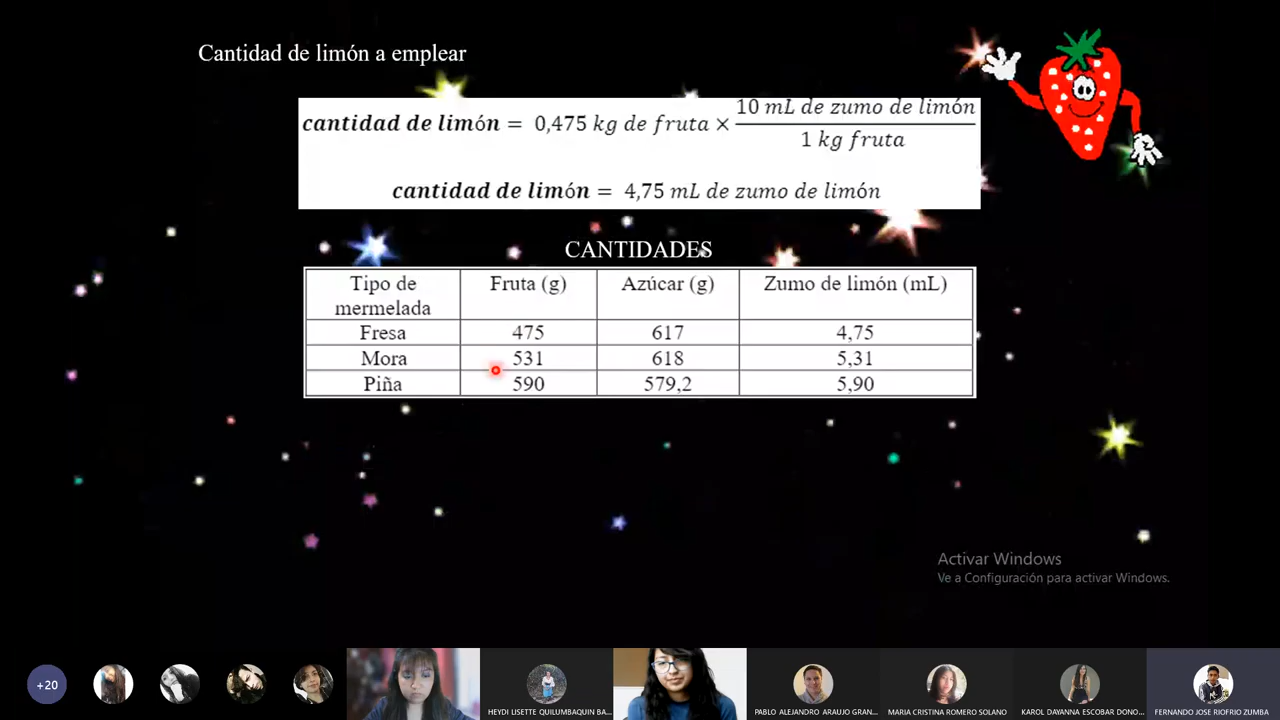 Cantidad de limón a emplear
cantidad de limón = 0,475 kg de fruta × 10 mL de zumo de limón / 1 kg fruta
cantidad de limón = 4,75 mL de zumo de limón
CANTIDADES
Tipo de mermelada Fruta (g) Azúcar (g) Zumo de limón (mL)
Fresa 475 617 4,75
Mora 531 618 5,31
Piña 590 579,2 5,90
Activar Windows
Ve a Configuración para activar Windows.
+20
HEYDI LISETTE QUILUMBAQUIN BA...
PABLO ALEJANDRO ARAUJO GRAN...
MARIA CRISTINA ROMERO SOLANO
KAROL DAYANNA ESCOBAR DONO...
FERNANDO JOSE RIOFRIO ZUMBA